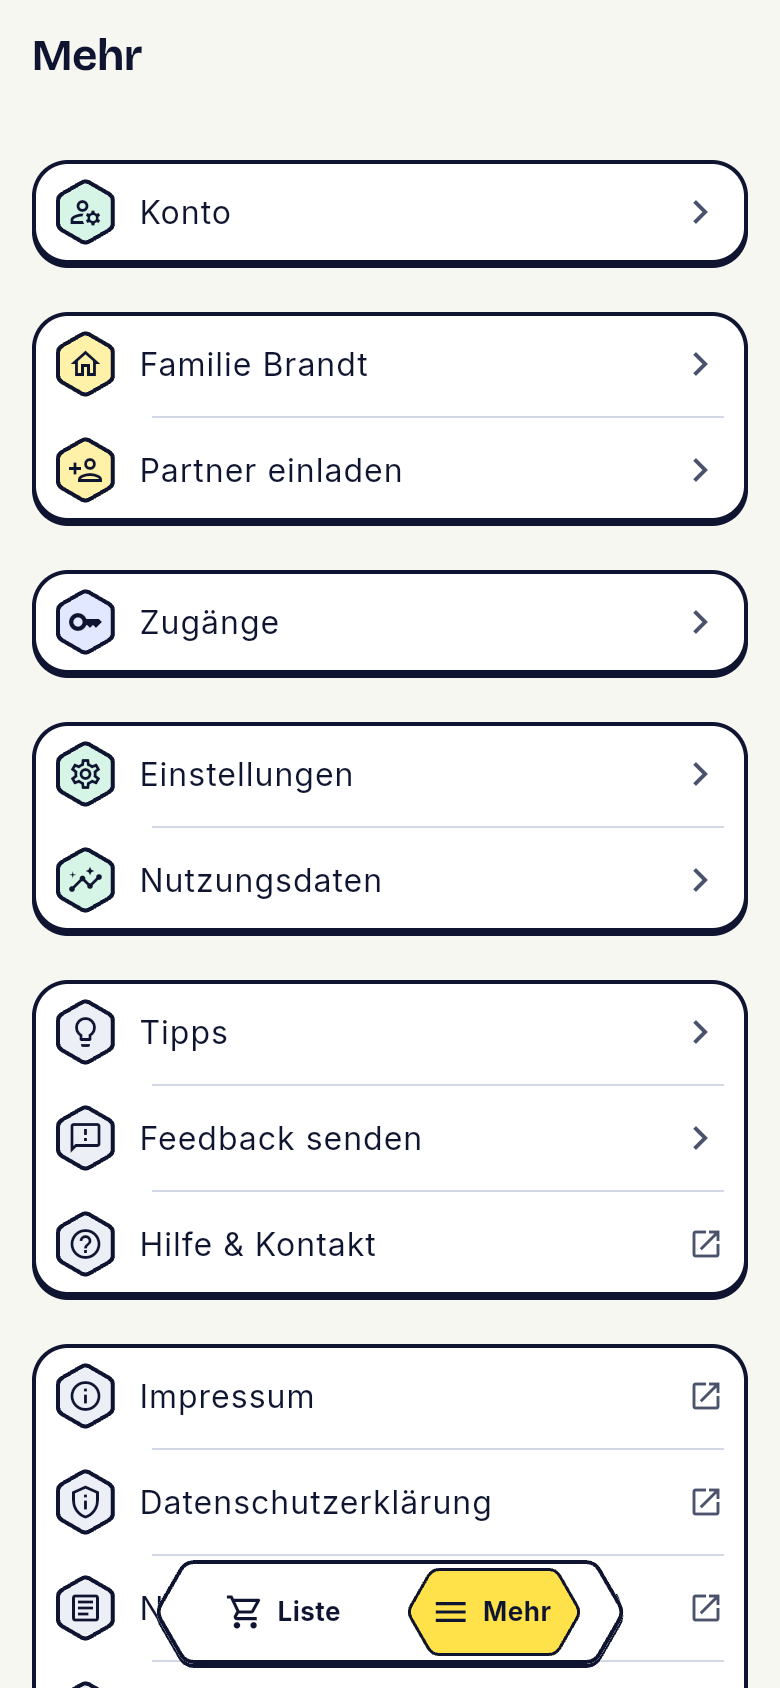 Mehr
Konto
Familie Brandt
Partner einladen
Zugänge
Einstellungen
Nutzungsdaten
Tipps
Feedback senden
Hilfe & Kontakt
Impressum
Datenschutzerklärung
Liste
Mehr